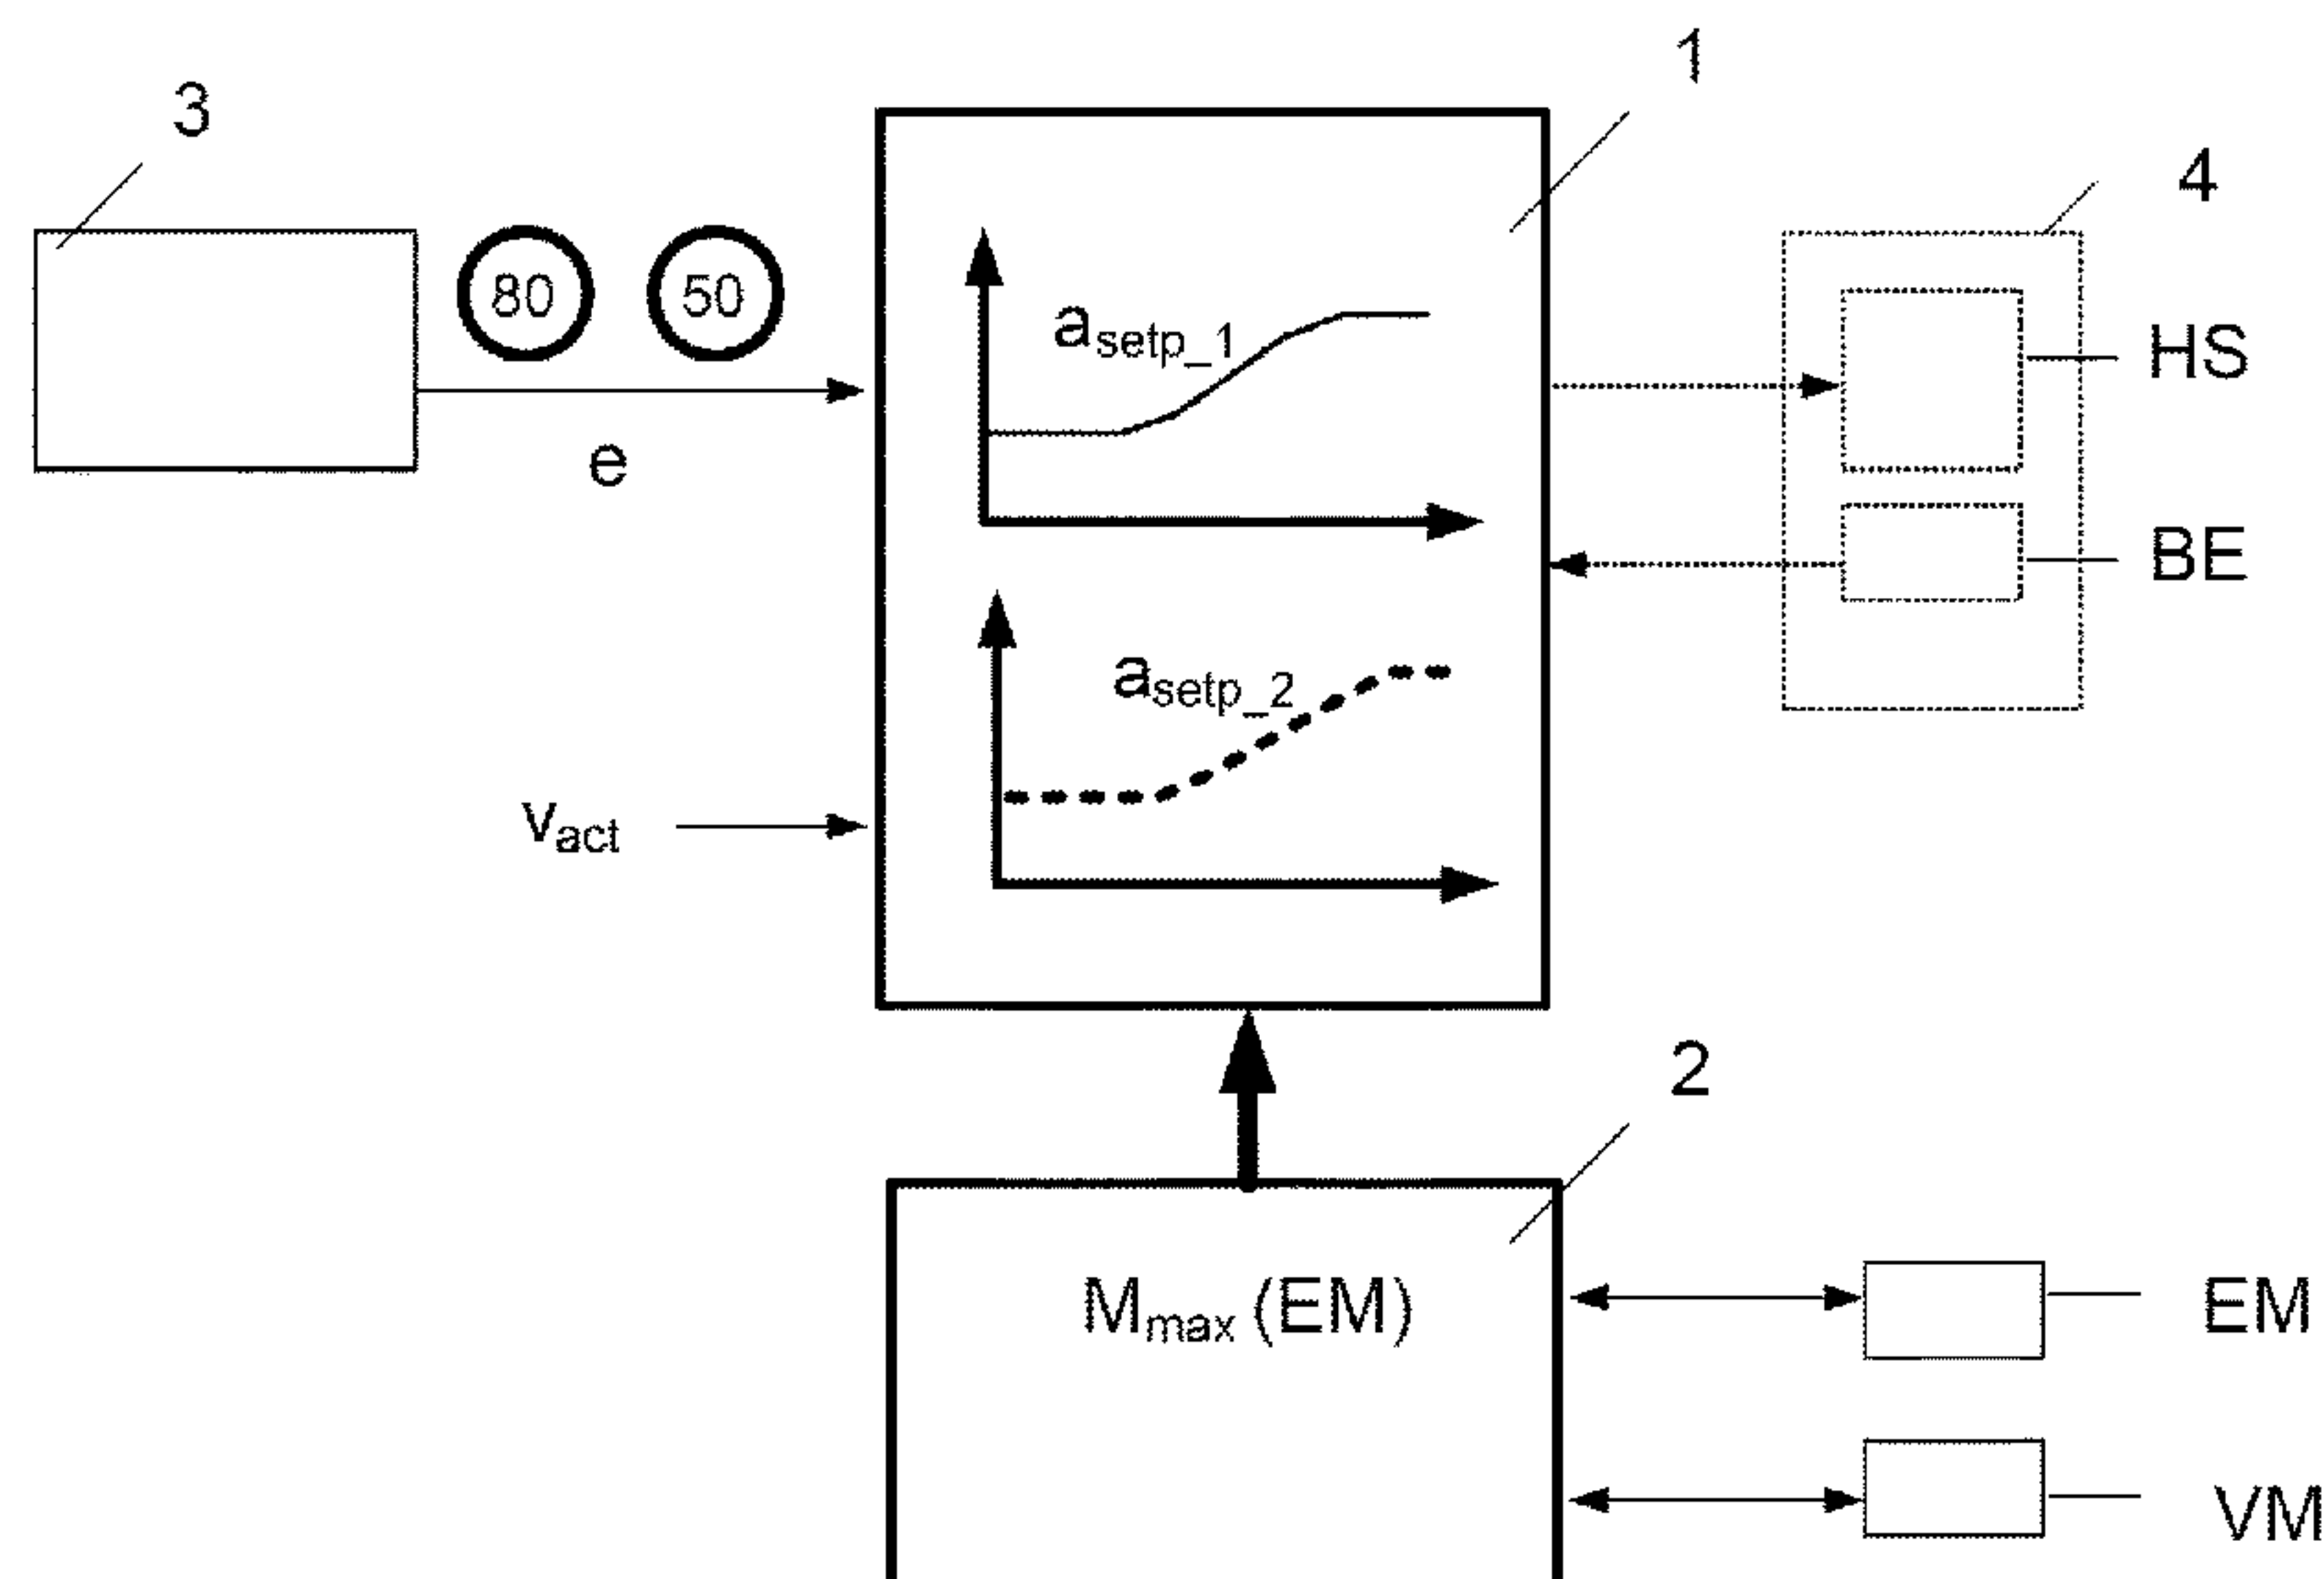 1
3
4
80 50
a_setp_1
HS
e
BE
a_setp_2
v_act
2
M_max (EM)
EM
VM